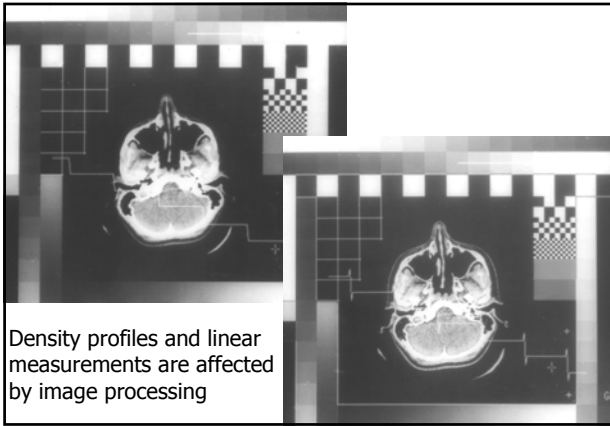 Density profiles and linear
measurements are affected
by image processing